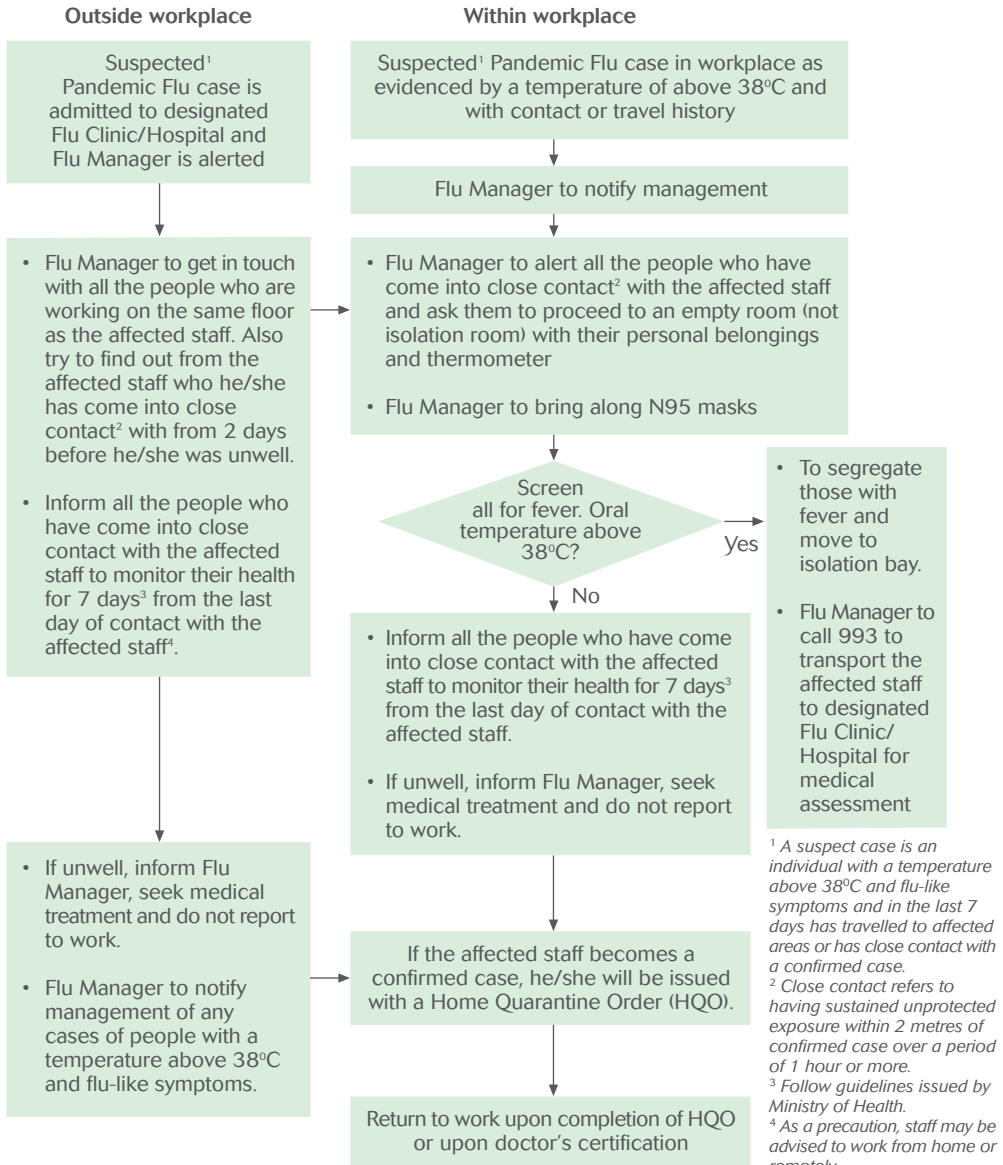 Outside workplace
Within workplace
Suspected¹
Pandemic Flu case is
admitted to designated
Flu Clinic/Hospital and
Flu Manager is alerted
Suspected¹ Pandemic Flu case in workplace as
evidenced by a temperature of above 38⁰C and
with contact or travel history
Flu Manager to notify management
• Flu Manager to get in touch
with all the people who are
working on the same floor
as the affected staff. Also
try to find out from the
affected staff who he/she
has come into close
contact² with from 2 days
before he/she was unwell.
• Inform all the people who
have come into close
contact with the affected
staff to monitor their health
for 7 days³ from the last
day of contact with the
affected staff⁴.
• Flu Manager to alert all the people who have
come into close contact² with the affected staff
and ask them to proceed to an empty room (not
isolation room) with their personal belongings
and thermometer
• Flu Manager to bring along N95 masks
Screen
all for fever. Oral
temperature above
38⁰C?
Yes
No
• To segregate
those with
fever and
move to
isolation bay.
• Flu Manager to
call 993 to
transport the
affected staff
to designated
Flu Clinic/
Hospital for
medical
assessment
• Inform all the people who have come
into close contact with the affected
staff to monitor their health for 7 days³
from the last day of contact with the
affected staff.
• If unwell, inform Flu Manager, seek
medical treatment and do not report
to work.
• If unwell, inform Flu
Manager, seek medical
treatment and do not report
to work.
• Flu Manager to notify
management of any
cases of people with a
temperature above 38⁰C
and flu-like symptoms.
If the affected staff becomes a
confirmed case, he/she will be issued
with a Home Quarantine Order (HQO).
Return to work upon completion of HQO
or upon doctor's certification
¹ A suspect case is an
individual with a temperature
above 38⁰C and flu-like
symptoms and in the last 7
days has travelled to affected
areas or has close contact with
a confirmed case.
² Close contact refers to
having sustained unprotected
exposure within 2 metres of
confirmed case over a period
of 1 hour or more.
³ Follow guidelines issued by
Ministry of Health.
⁴ As a precaution, staff may be
advised to work from home or
remotely